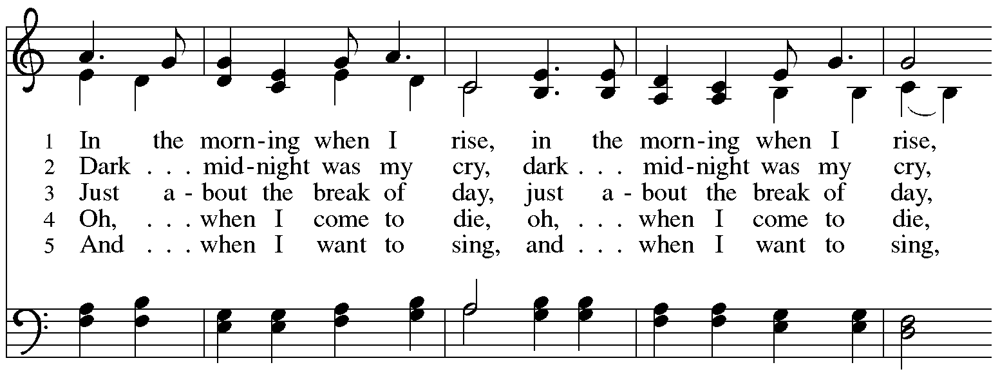 1 In the morn-ing when I rise, in the morn-ing when I rise,
2 Dark . . . mid-night was my cry, dark . . . mid-night was my cry,
3 Just a - bout the break of day, just a - bout the break of day,
4 Oh, . . . when I come to die, oh, . . . when I come to die,
5 And . . . when I want to sing, and . . . when I want to sing,